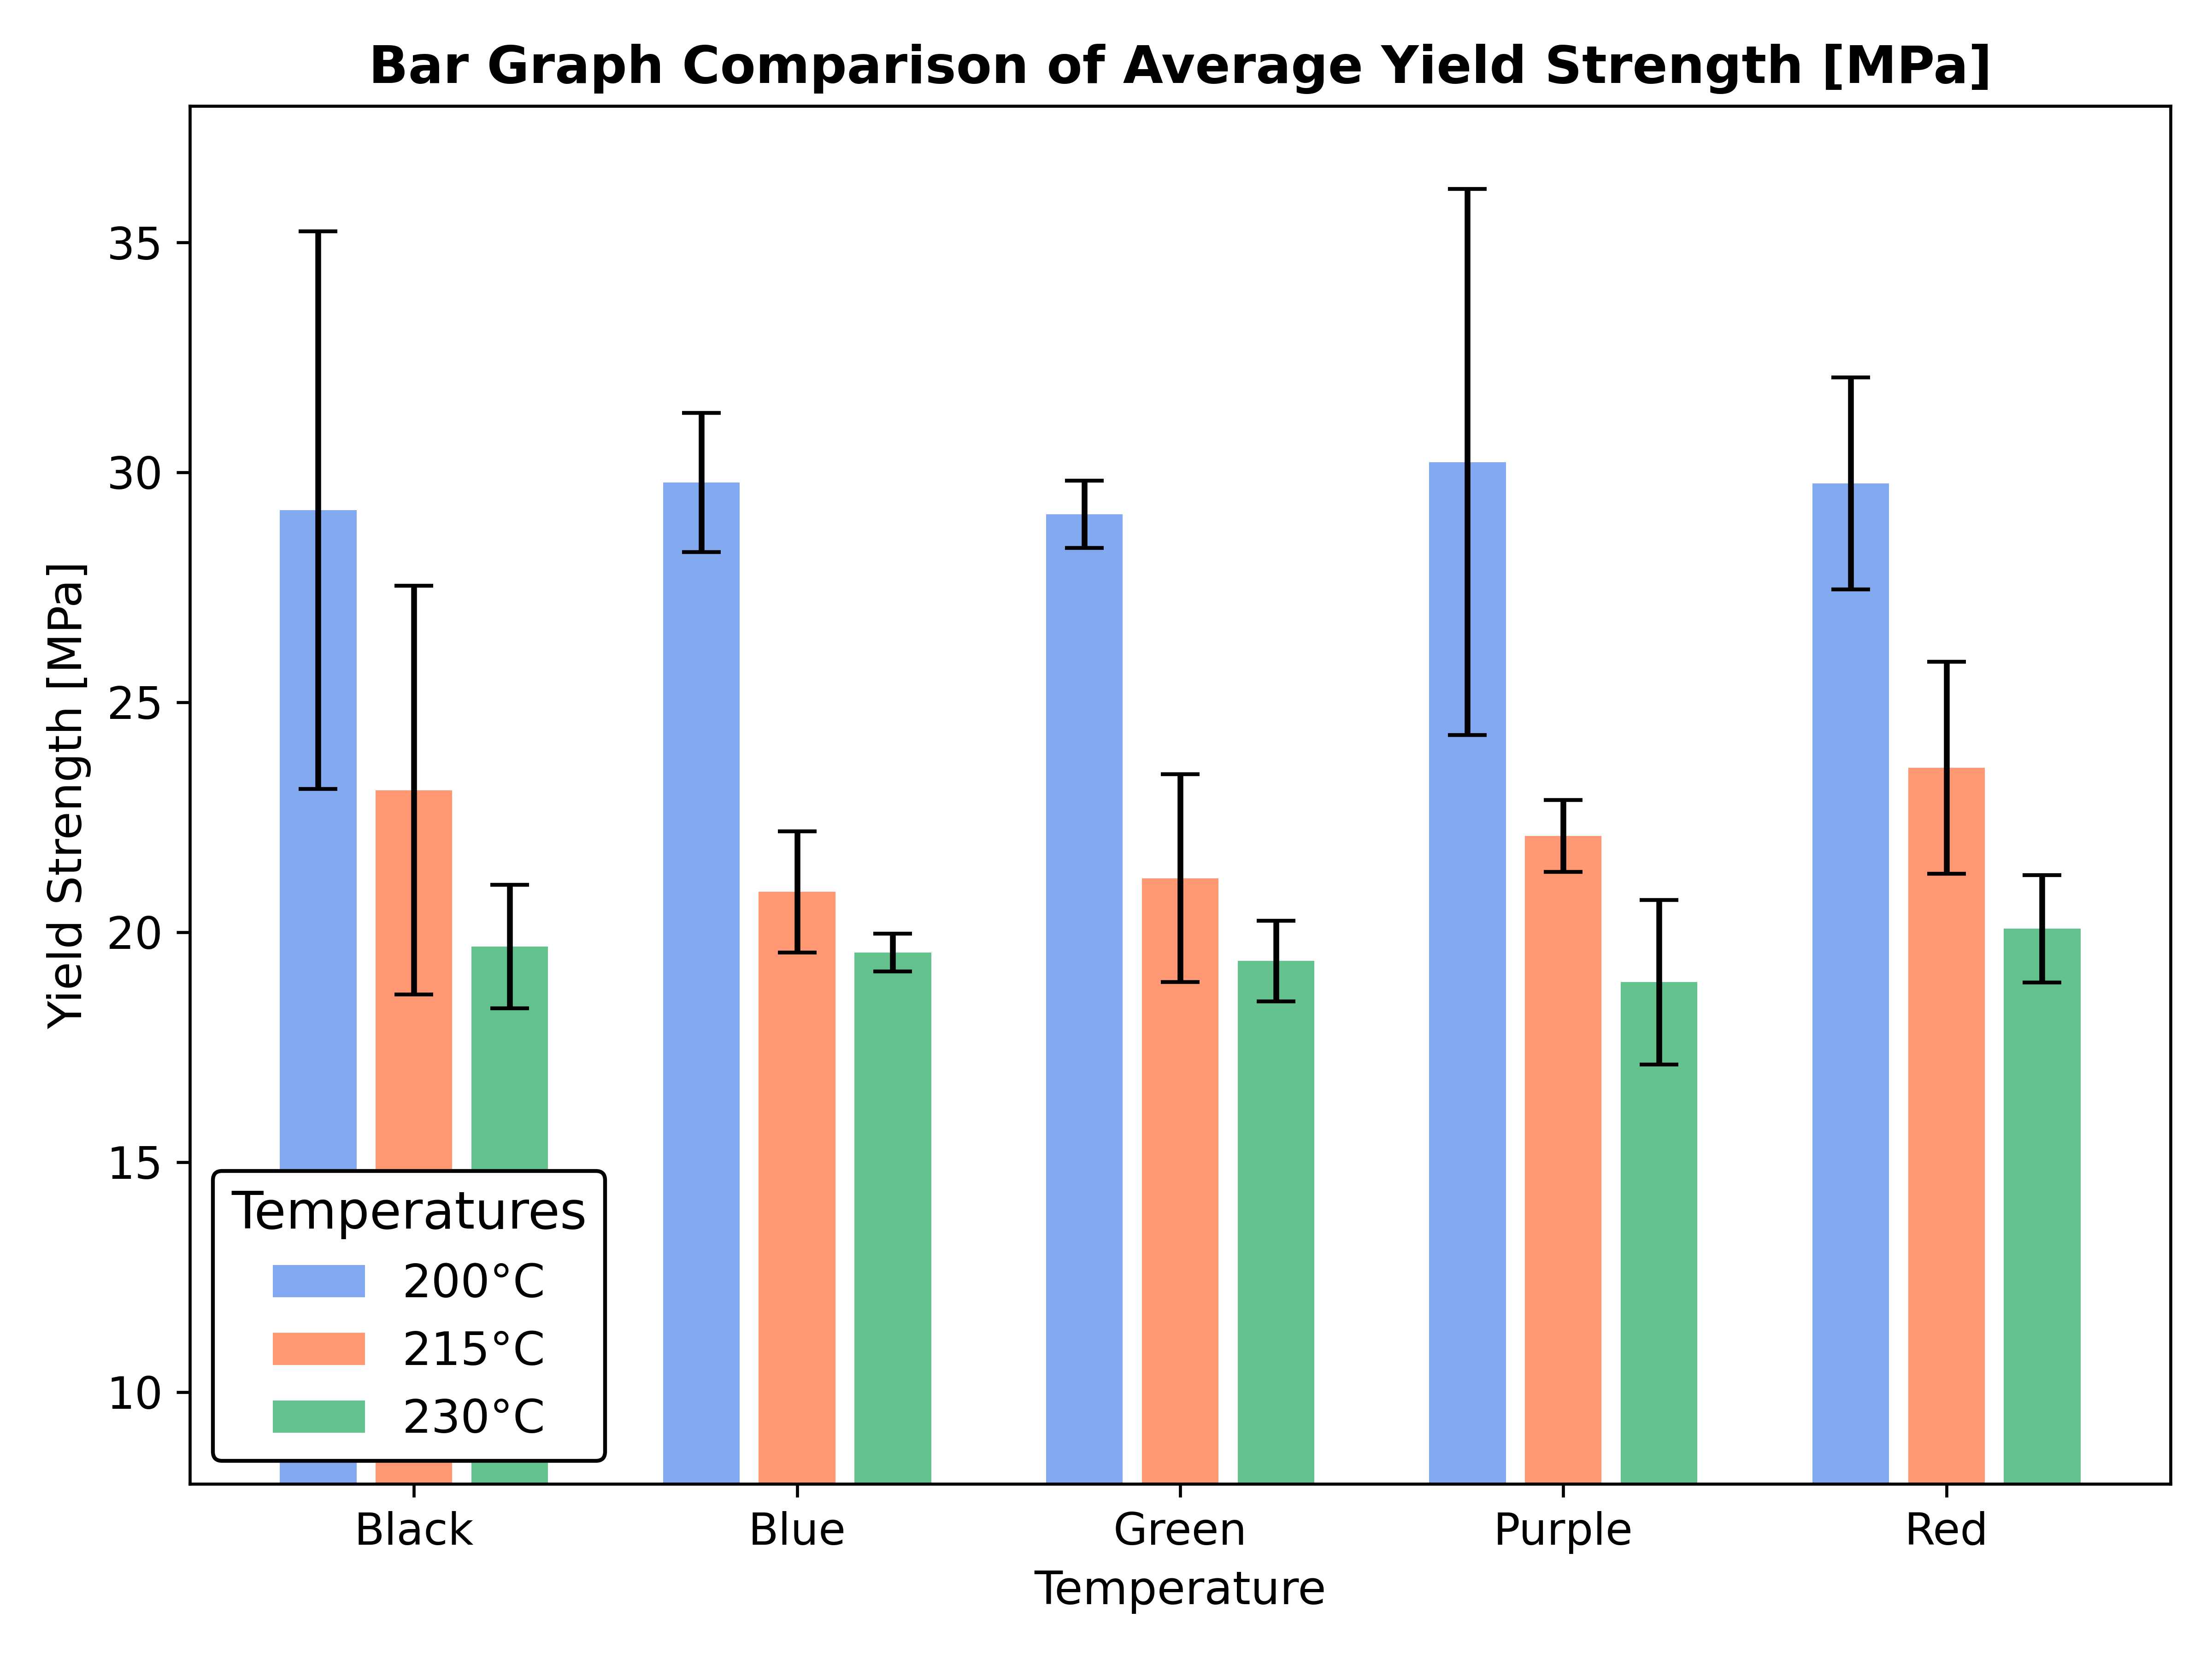 Bar Graph Comparison of Average Yield Strength [MPa]
Yield Strength [MPa]
35
30
25
20
15
10
Temperatures
200°C
215°C
230°C
Black
Blue
Green
Purple
Red
Temperature